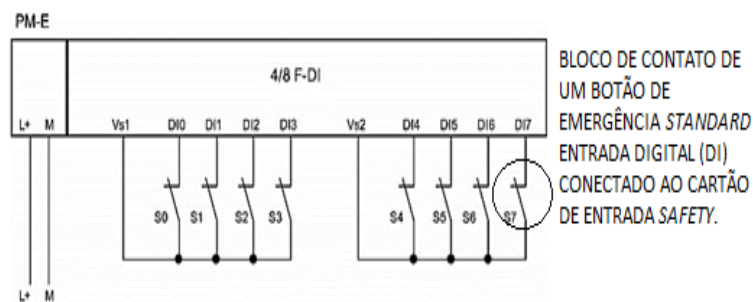 PM-E
4/8 F-DI
L+ M Vs1 DI0 DI1 DI2 DI3 Vs2 DI4 DI5 DI6 DI7
S0 S1 S2 S3 S4 S5 S6 S7
L+ M
BLOCO DE CONTATO DE
UM BOTÃO DE
EMERGÊNCIA STANDARD
ENTRADA DIGITAL (DI)
CONECTADO AO CARTÃO
DE ENTRADA SAFETY.